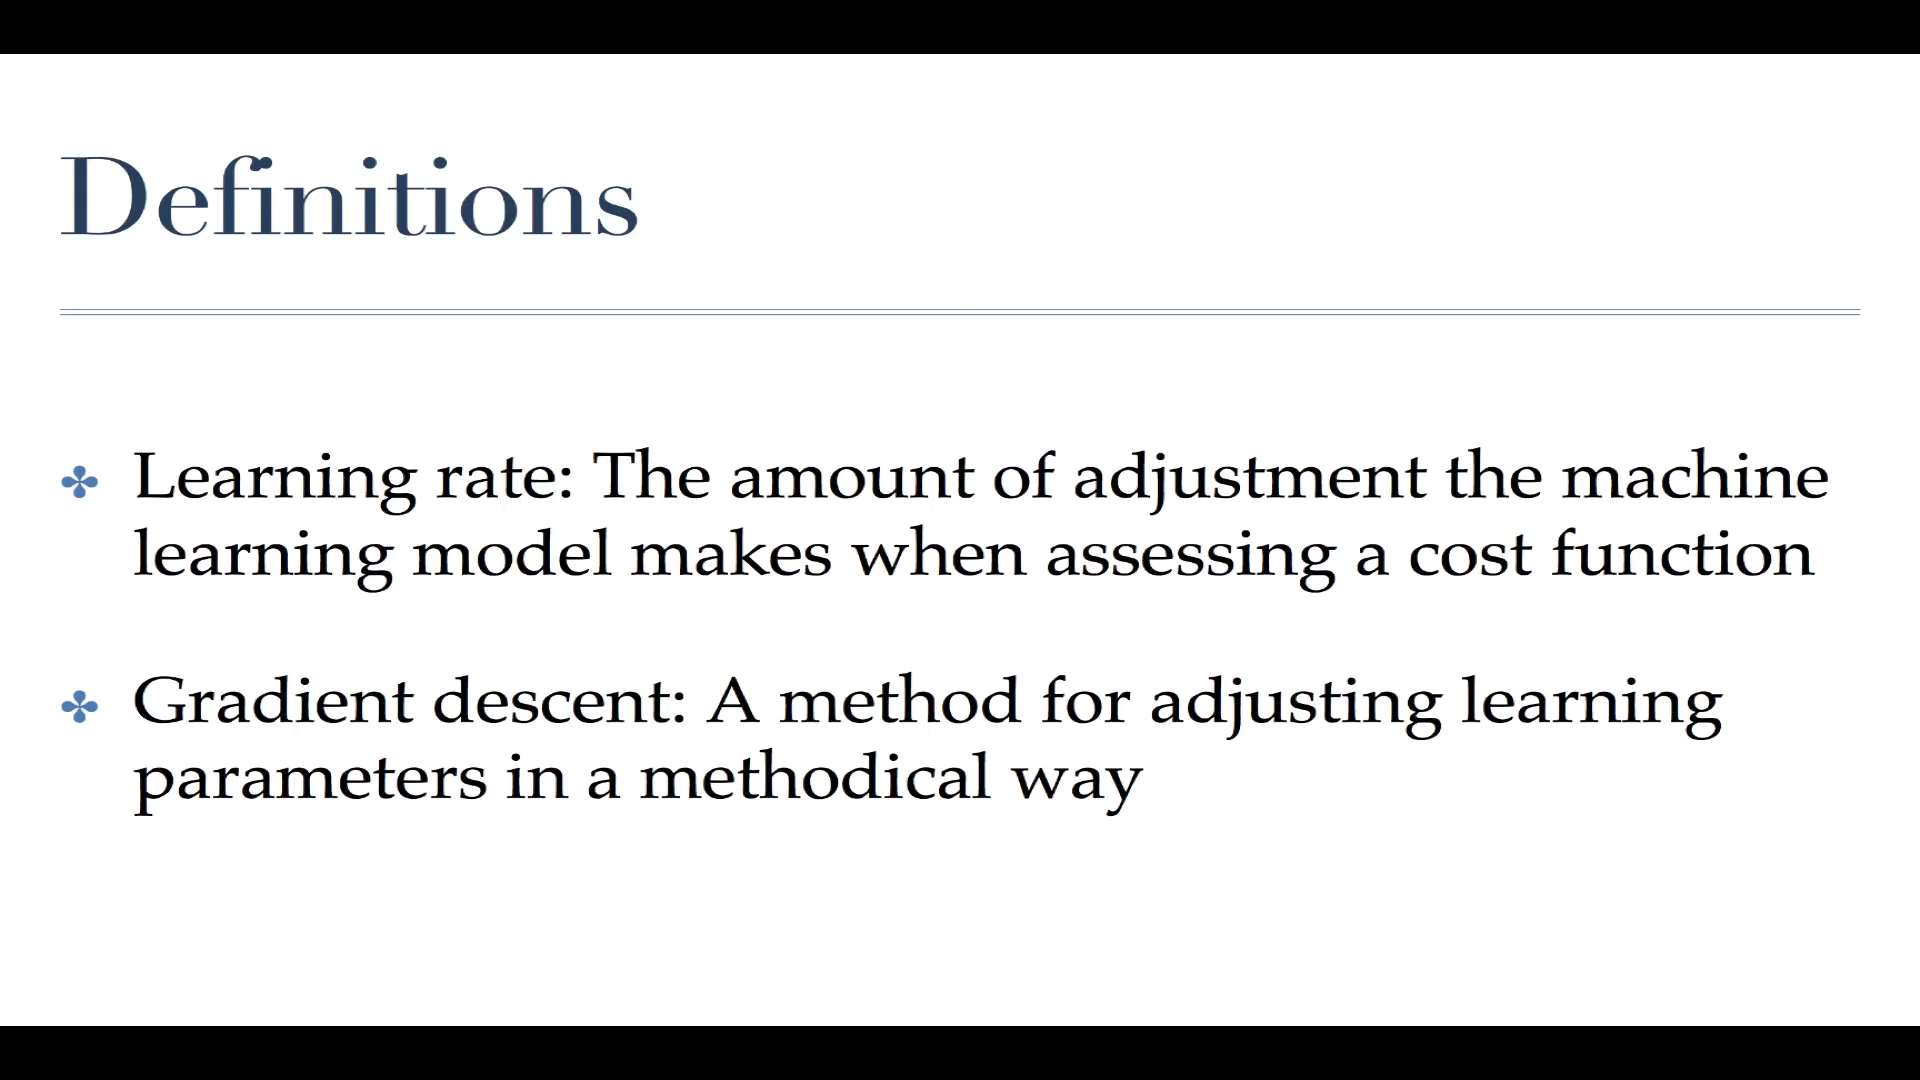 Definitions
Learning rate: The amount of adjustment the machine
learning model makes when assessing a cost function
Gradient descent: A method for adjusting learning
parameters in a methodical way